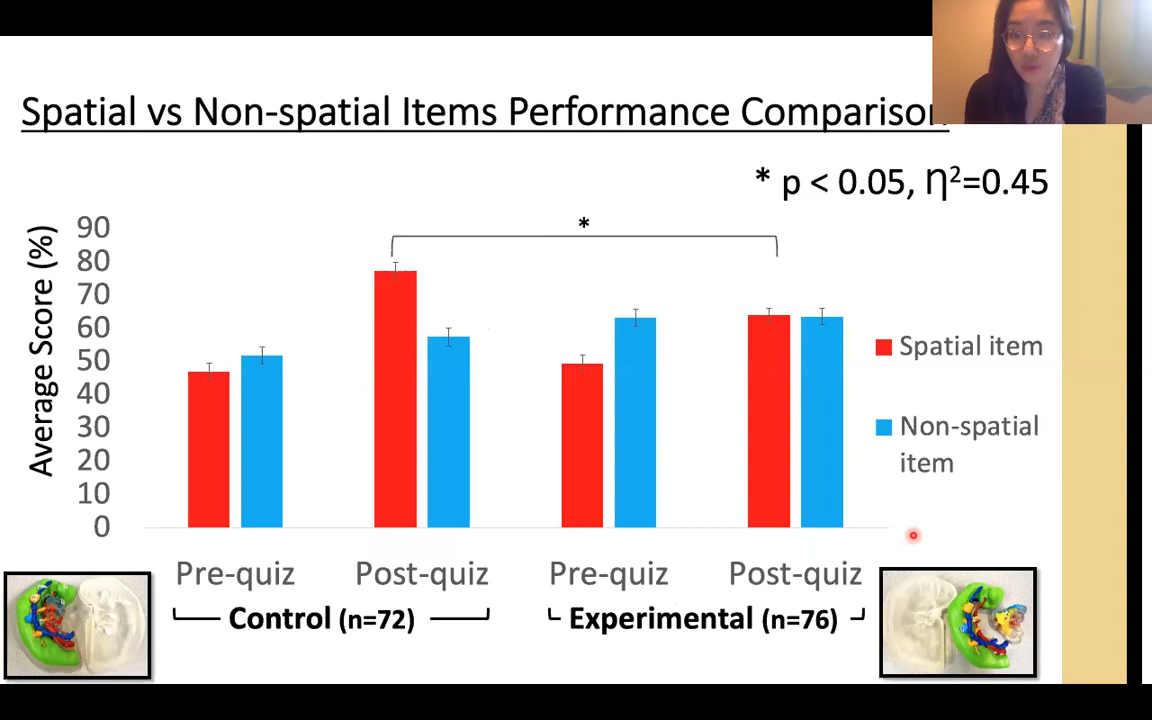 Spatial vs Non-spatial Items Performance Comparison
* p < 0.05, Ƞ²=0.45
*
Average Score (%)
90
80
70
60
50
40
30
20
10
0
Spatial item
Non-spatial
item
Pre-quiz Post-quiz Pre-quiz Post-quiz
Control (n=72) Experimental (n=76)